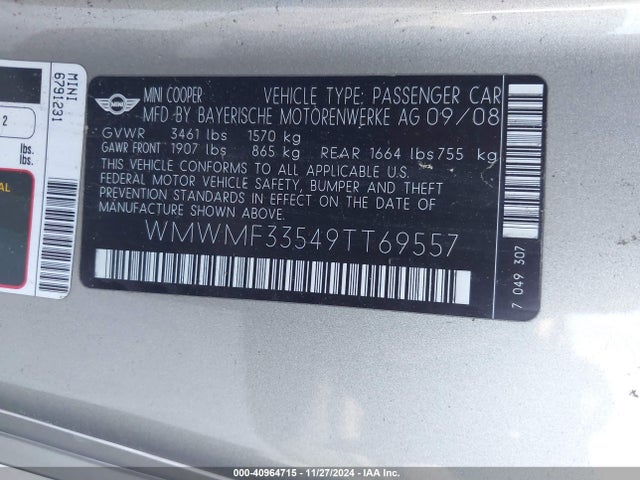 MINI
6791231
2
lbs.
lbs.
AL
MINI
MINI COOPER VEHICLE TYPE: PASSENGER CAR
MFD BY BAYERISCHE MOTORENWERKE AG 09/08
GVWR 3461 lbs 1570 kg
GAWR FRONT 1907 lbs 865 kg REAR 1664 lbs 755 kg
THIS VEHICLE CONFORMS TO ALL APPLICABLE U.S.
FEDERAL MOTOR VEHICLE SAFETY, BUMPER AND THEFT
PREVENTION STANDARDS IN EFFECT ON THE DATE OF
MANUFACTURE SHOWN ABOVE.
WMWMF33549TT69557
7 049 307
000-40964715 — 11/27/2024 — IAA Inc.